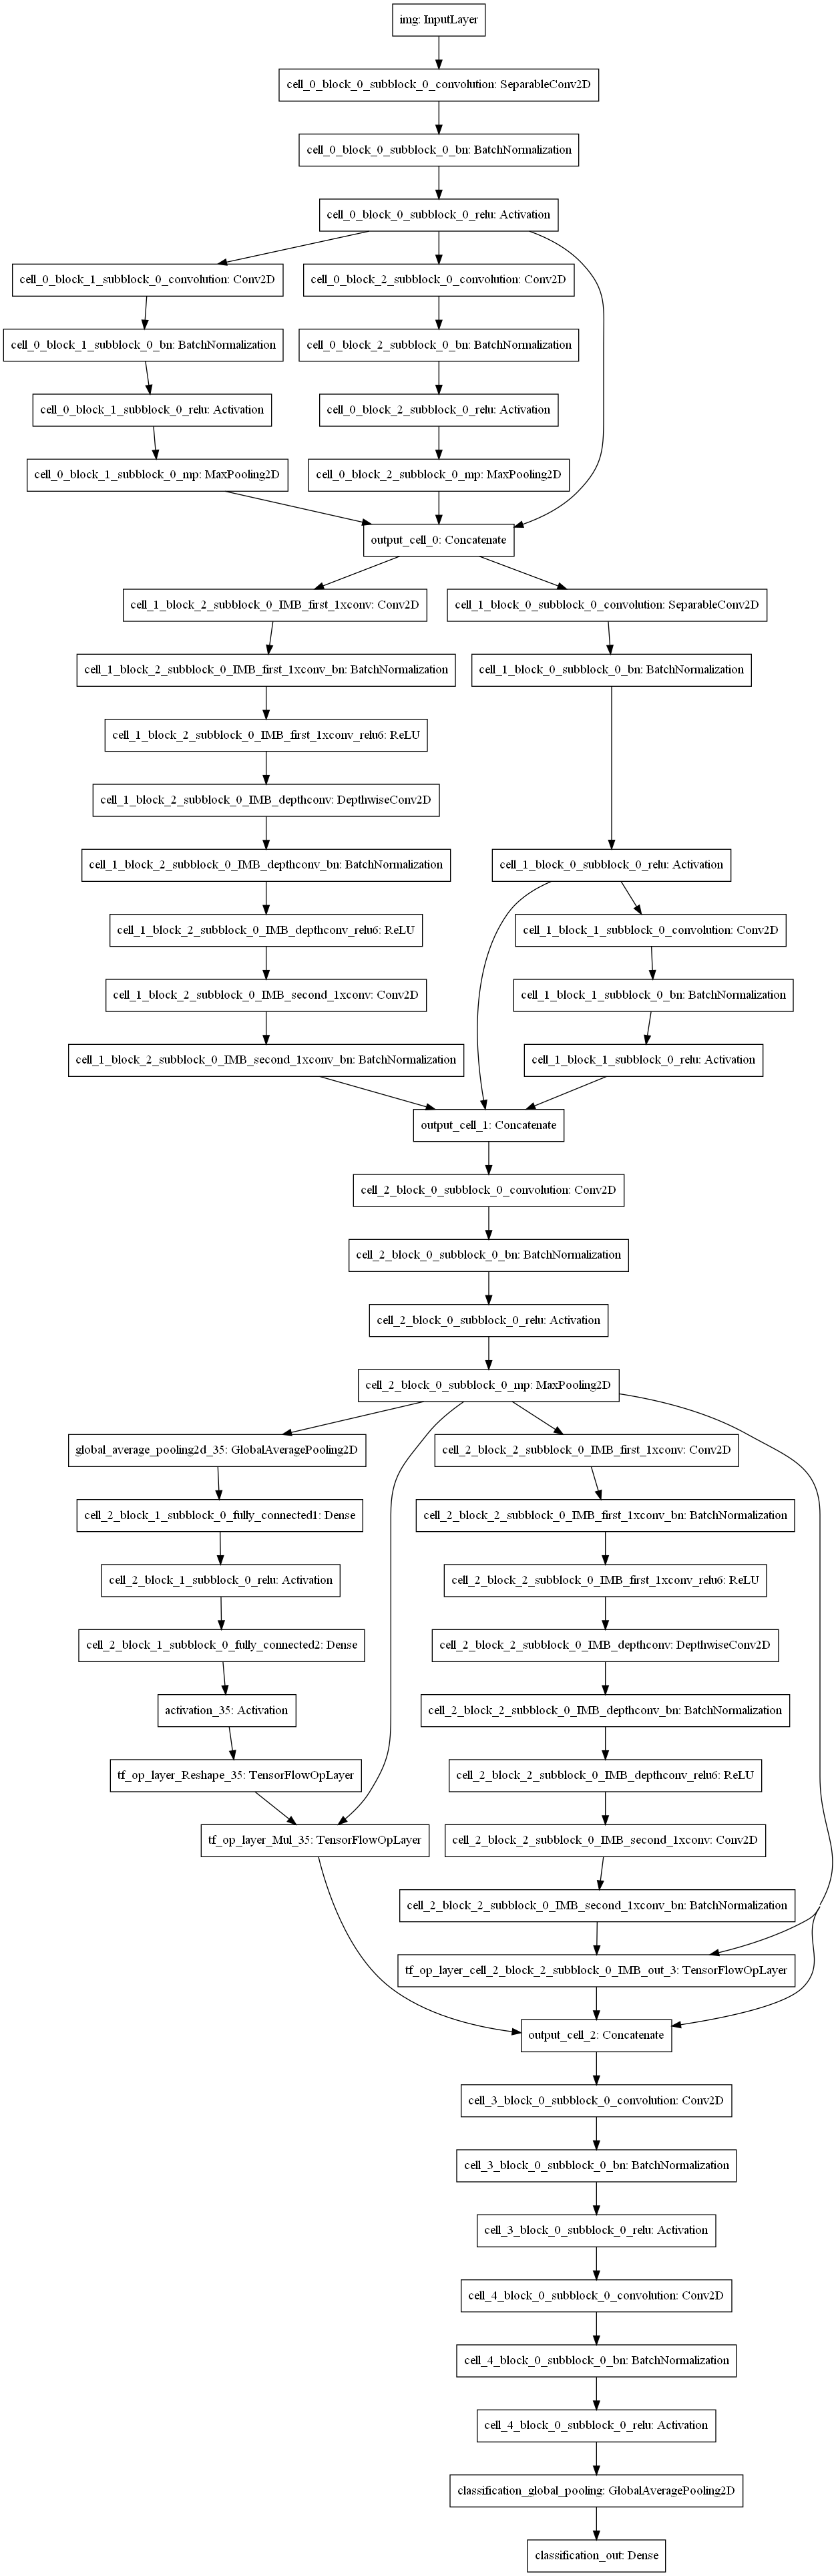 img: InputLayer
cell_0_block_0_subblock_0_convolution: SeparableConv2D
cell_0_block_0_subblock_0_bn: BatchNormalization
cell_0_block_0_subblock_0_relu: Activation
cell_0_block_1_subblock_0_convolution: Conv2D
cell_0_block_2_subblock_0_convolution: Conv2D
cell_0_block_1_subblock_0_bn: BatchNormalization
cell_0_block_2_subblock_0_bn: BatchNormalization
cell_0_block_1_subblock_0_relu: Activation
cell_0_block_2_subblock_0_relu: Activation
cell_0_block_1_subblock_0_mp: MaxPooling2D
cell_0_block_2_subblock_0_mp: MaxPooling2D
output_cell_0: Concatenate
cell_1_block_2_subblock_0_IMB_first_1xconv: Conv2D
cell_1_block_0_subblock_0_convolution: SeparableConv2D
cell_1_block_2_subblock_0_IMB_first_1xconv_bn: BatchNormalization
cell_1_block_0_subblock_0_bn: BatchNormalization
cell_1_block_2_subblock_0_IMB_first_1xconv_relu6: ReLU
cell_1_block_2_subblock_0_IMB_depthconv: DepthwiseConv2D
cell_1_block_2_subblock_0_IMB_depthconv_bn: BatchNormalization
cell_1_block_0_subblock_0_relu: Activation
cell_1_block_2_subblock_0_IMB_depthconv_relu6: ReLU
cell_1_block_1_subblock_0_convolution: Conv2D
cell_1_block_2_subblock_0_IMB_second_1xconv: Conv2D
cell_1_block_1_subblock_0_bn: BatchNormalization
cell_1_block_2_subblock_0_IMB_second_1xconv_bn: BatchNormalization
cell_1_block_1_subblock_0_relu: Activation
output_cell_1: Concatenate
cell_2_block_0_subblock_0_convolution: Conv2D
cell_2_block_0_subblock_0_bn: BatchNormalization
cell_2_block_0_subblock_0_relu: Activation
cell_2_block_0_subblock_0_mp: MaxPooling2D
global_average_pooling2d_35: GlobalAveragePooling2D
cell_2_block_2_subblock_0_IMB_first_1xconv: Conv2D
cell_2_block_1_subblock_0_fully_connected1: Dense
cell_2_block_2_subblock_0_IMB_first_1xconv_bn: BatchNormalization
cell_2_block_1_subblock_0_relu: Activation
cell_2_block_2_subblock_0_IMB_first_1xconv_relu6: ReLU
cell_2_block_1_subblock_0_fully_connected2: Dense
cell_2_block_2_subblock_0_IMB_depthconv: DepthwiseConv2D
activation_35: Activation
cell_2_block_2_subblock_0_IMB_depthconv_bn: BatchNormalization
tf_op_layer_Reshape_35: TensorFlowOpLayer
cell_2_block_2_subblock_0_IMB_depthconv_relu6: ReLU
tf_op_layer_Mul_35: TensorFlowOpLayer
cell_2_block_2_subblock_0_IMB_second_1xconv: Conv2D
cell_2_block_2_subblock_0_IMB_second_1xconv_bn: BatchNormalization
tf_op_layer_cell_2_block_2_subblock_0_IMB_out_3: TensorFlowOpLayer
output_cell_2: Concatenate
cell_3_block_0_subblock_0_convolution: Conv2D
cell_3_block_0_subblock_0_bn: BatchNormalization
cell_3_block_0_subblock_0_relu: Activation
cell_4_block_0_subblock_0_convolution: Conv2D
cell_4_block_0_subblock_0_bn: BatchNormalization
cell_4_block_0_subblock_0_relu: Activation
classification_global_pooling: GlobalAveragePooling2D
classification_out: Dense